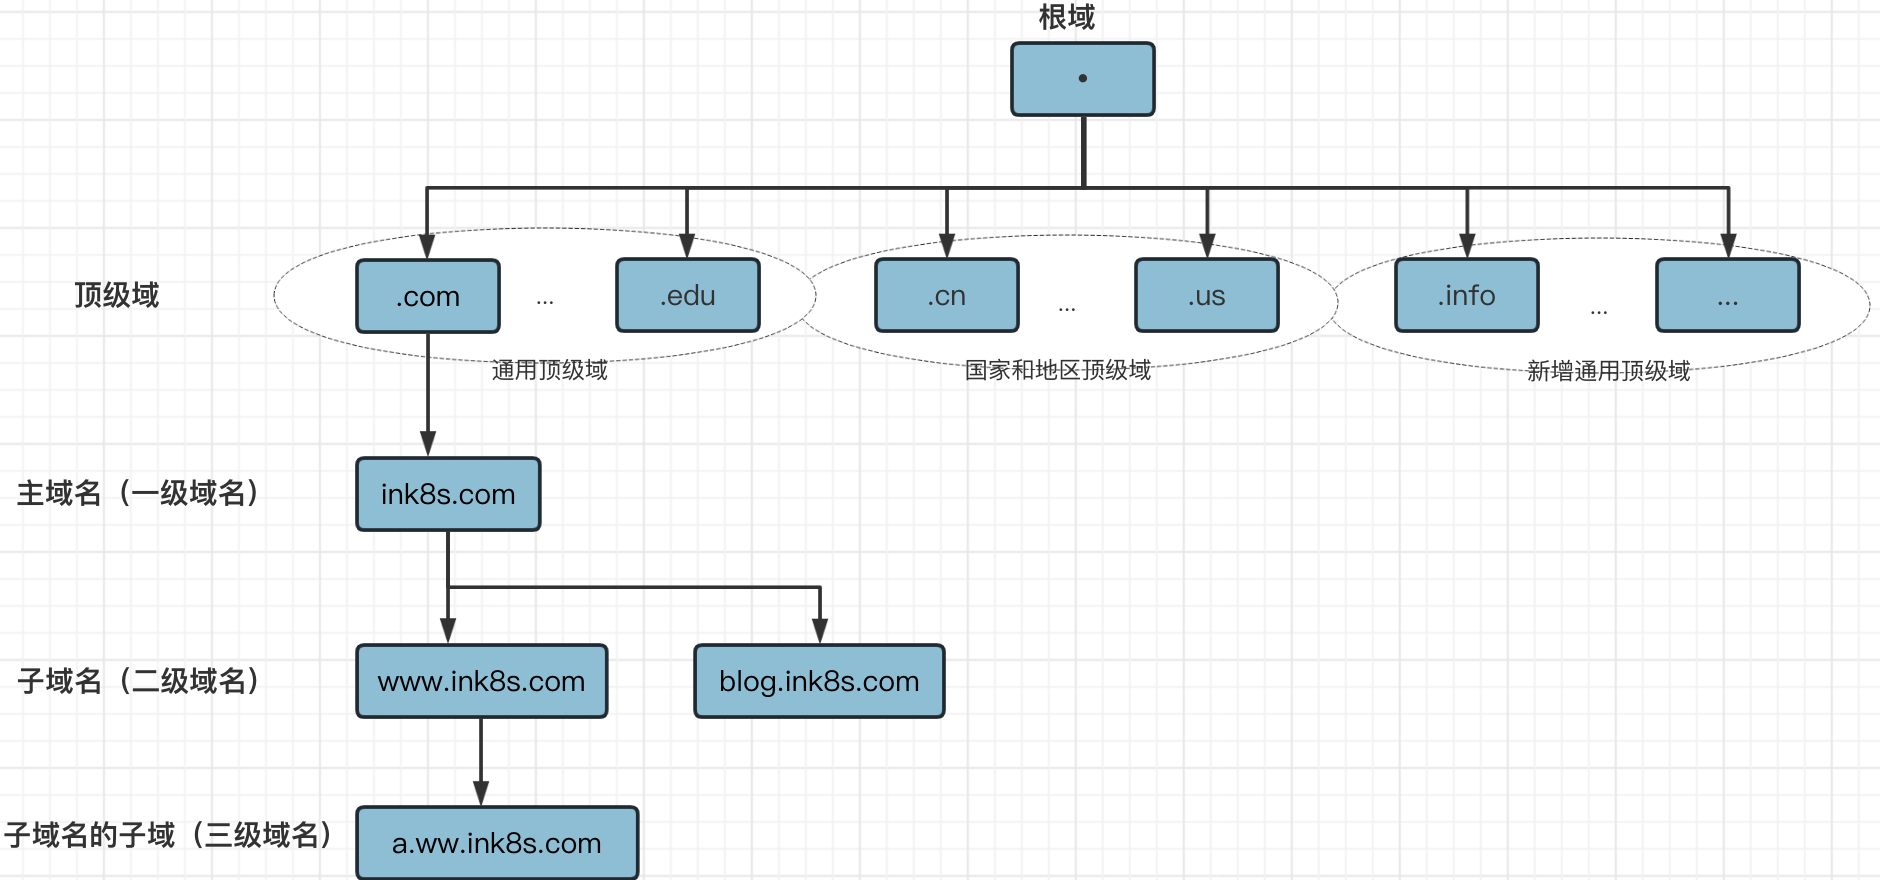 根域
•
顶级域
.com
...
.edu
.cn
...
.us
.info
...
...
通用顶级域
国家和地区顶级域
新增通用顶级域
主域名（一级域名）
ink8s.com
子域名（二级域名）
www.ink8s.com
blog.ink8s.com
子域名的子域（三级域名）
a.ww.ink8s.com